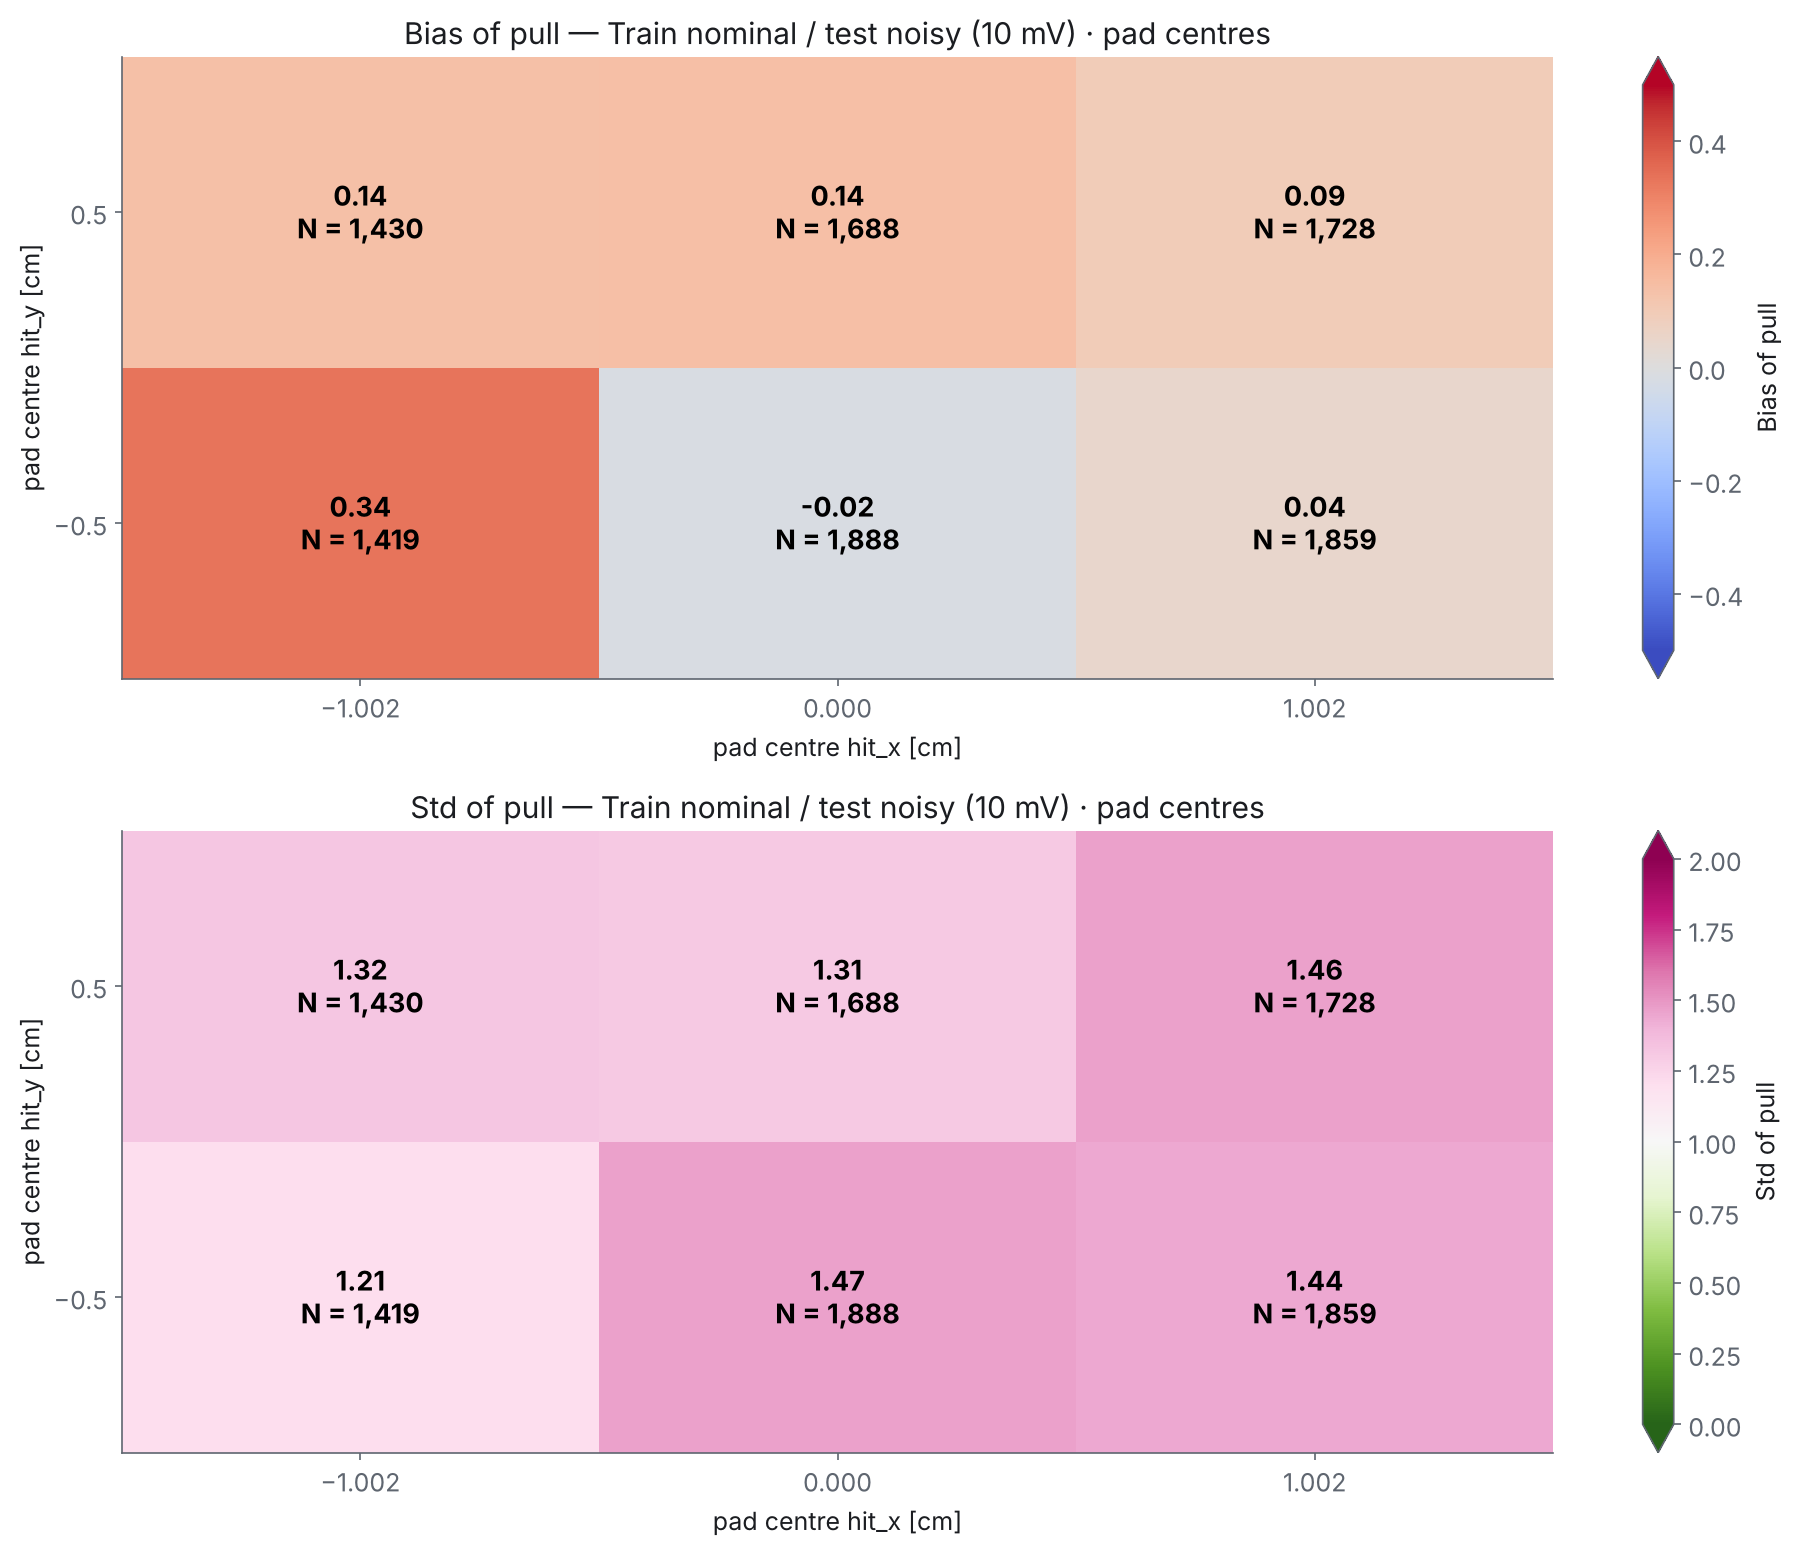 Bias of pull — Train nominal / test noisy (10 mV) · pad centres
pad centre hit_y [cm]
0.5
−0.5
0.14
N = 1,430
0.14
N = 1,688
0.09
N = 1,728
0.34
N = 1,419
-0.02
N = 1,888
0.04
N = 1,859
−1.002
0.000
1.002
pad centre hit_x [cm]
0.4
0.2
0.0
−0.2
−0.4
Bias of pull
Std of pull — Train nominal / test noisy (10 mV) · pad centres
pad centre hit_y [cm]
0.5
−0.5
1.32
N = 1,430
1.31
N = 1,688
1.46
N = 1,728
1.21
N = 1,419
1.47
N = 1,888
1.44
N = 1,859
−1.002
0.000
1.002
pad centre hit_x [cm]
2.00
1.75
1.50
1.25
1.00
0.75
0.50
0.25
0.00
Std of pull